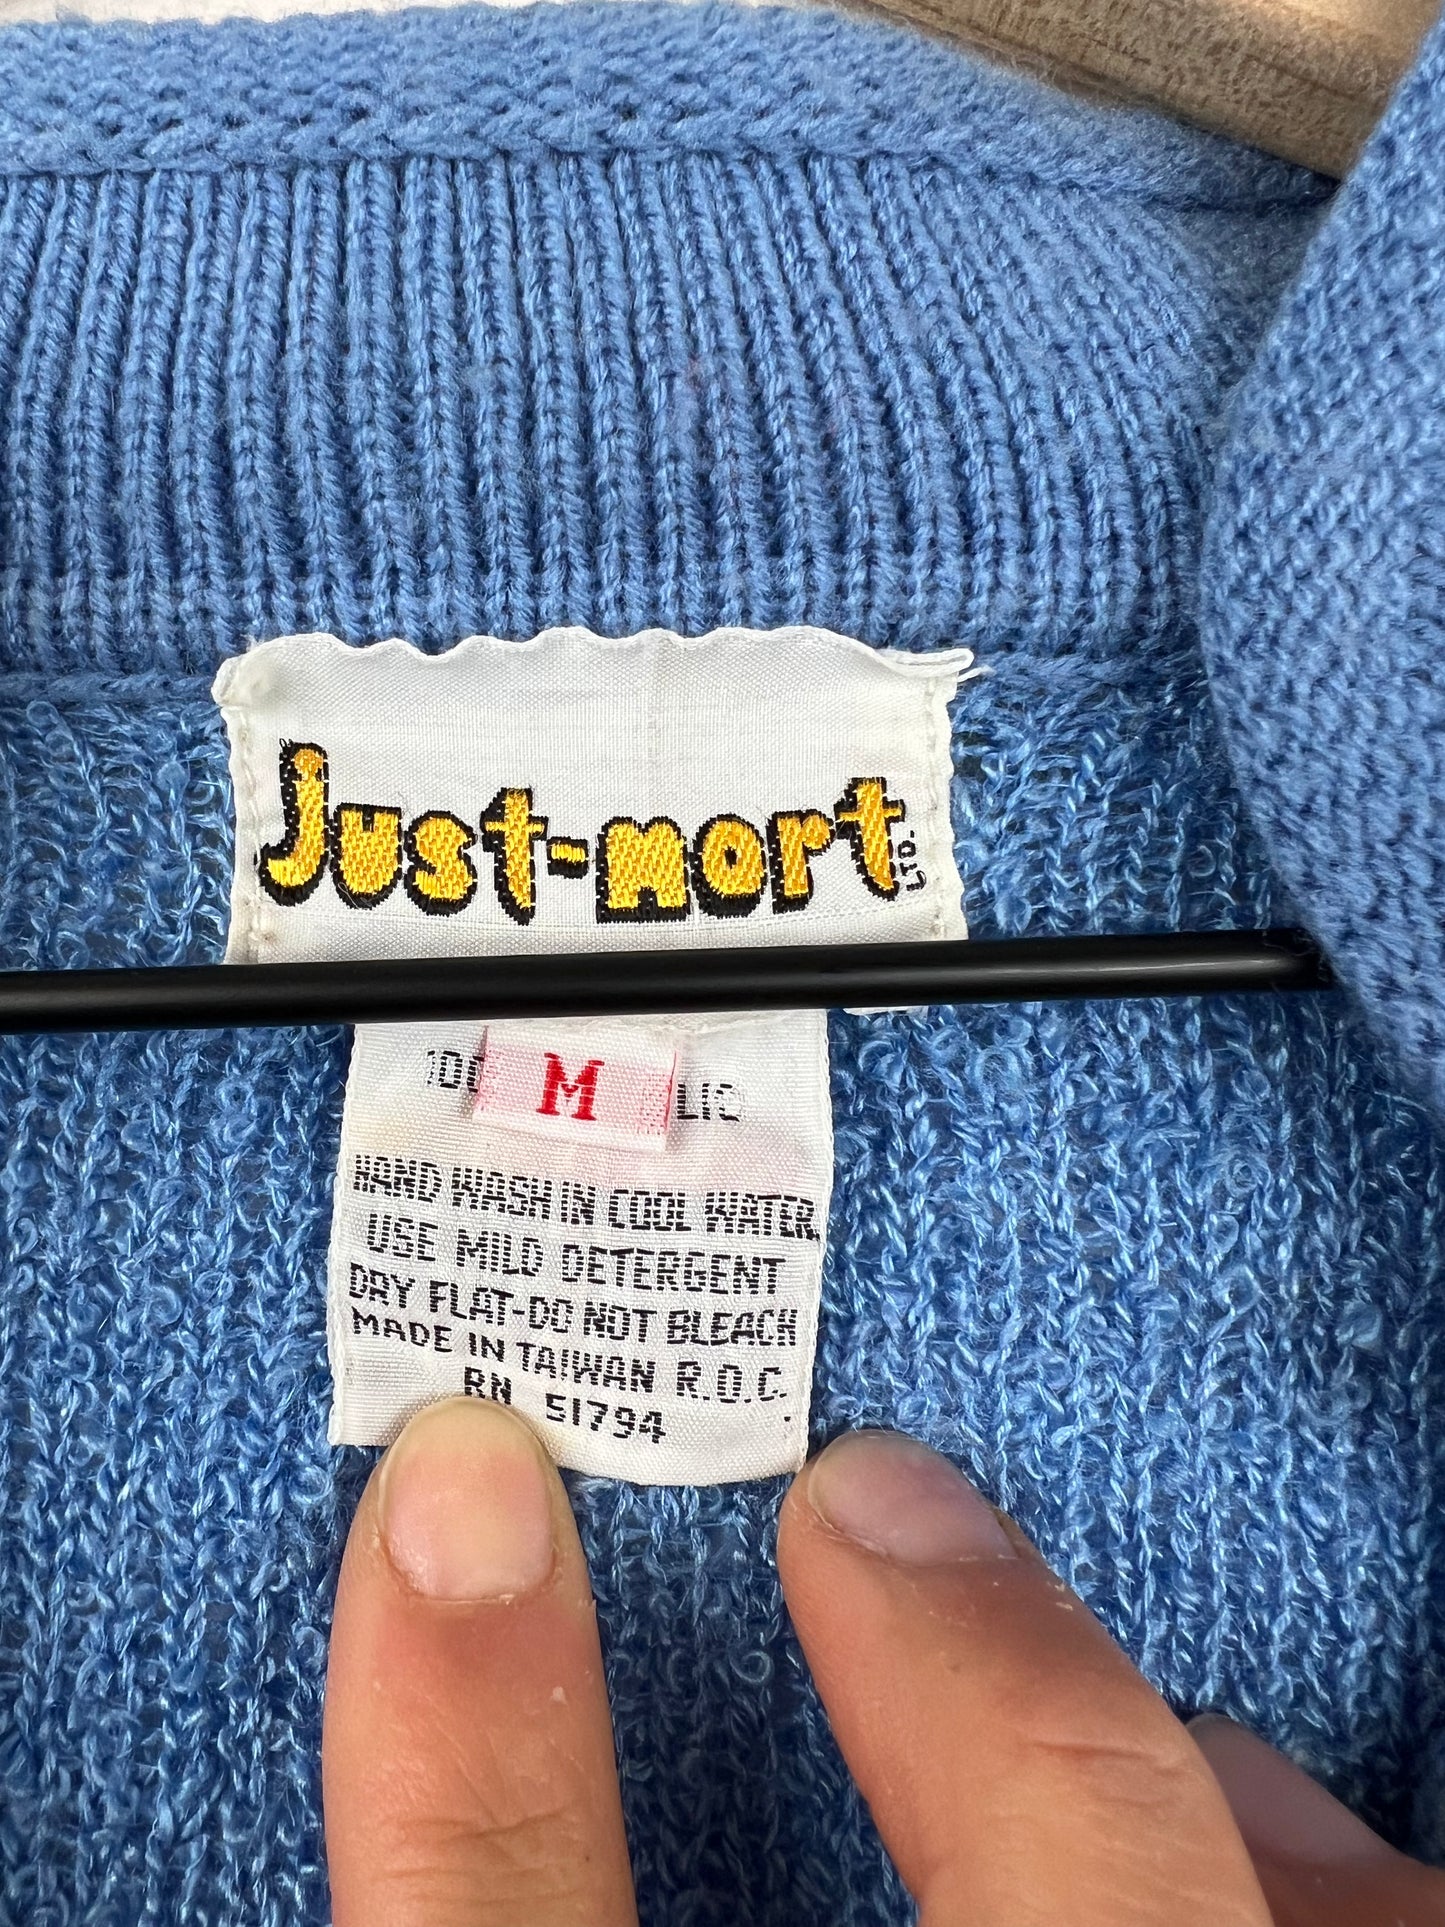 Just-mort LTD.
M
HAND WASH IN COOL WATER
USE MILD DETERGENT
DRY FLAT-DO NOT BLEACH
MADE IN TAIWAN R.O.C.
RN 51794